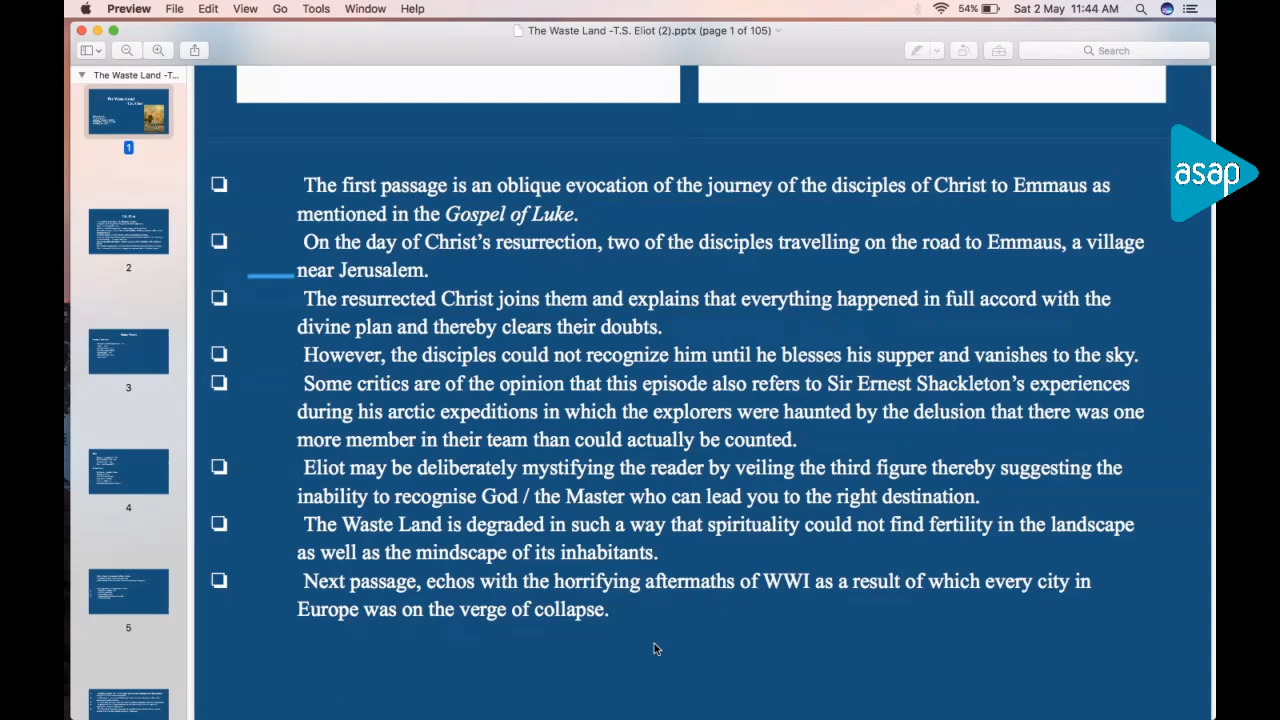 Preview File Edit View Go Tools Window Help 54% Sat 2 May 11:44 AM
The Waste Land -T.S. Eliot (2).pptx (page 1 of 105)
Search
The Waste Land -T...
1
2
3
4
5
asap
The first passage is an oblique evocation of the journey of the disciples of Christ to Emmaus as
mentioned in the Gospel of Luke.
On the day of Christ's resurrection, two of the disciples travelling on the road to Emmaus, a village
near Jerusalem.
The resurrected Christ joins them and explains that everything happened in full accord with the
divine plan and thereby clears their doubts.
However, the disciples could not recognize him until he blesses his supper and vanishes to the sky.
Some critics are of the opinion that this episode also refers to Sir Ernest Shackleton's experiences
during his arctic expeditions in which the explorers were haunted by the delusion that there was one
more member in their team than could actually be counted.
Eliot may be deliberately mystifying the reader by veiling the third figure thereby suggesting the
inability to recognise God / the Master who can lead you to the right destination.
The Waste Land is degraded in such a way that spirituality could not find fertility in the landscape
as well as the mindscape of its inhabitants.
Next passage, echos with the horrifying aftermaths of WWI as a result of which every city in
Europe was on the verge of collapse.